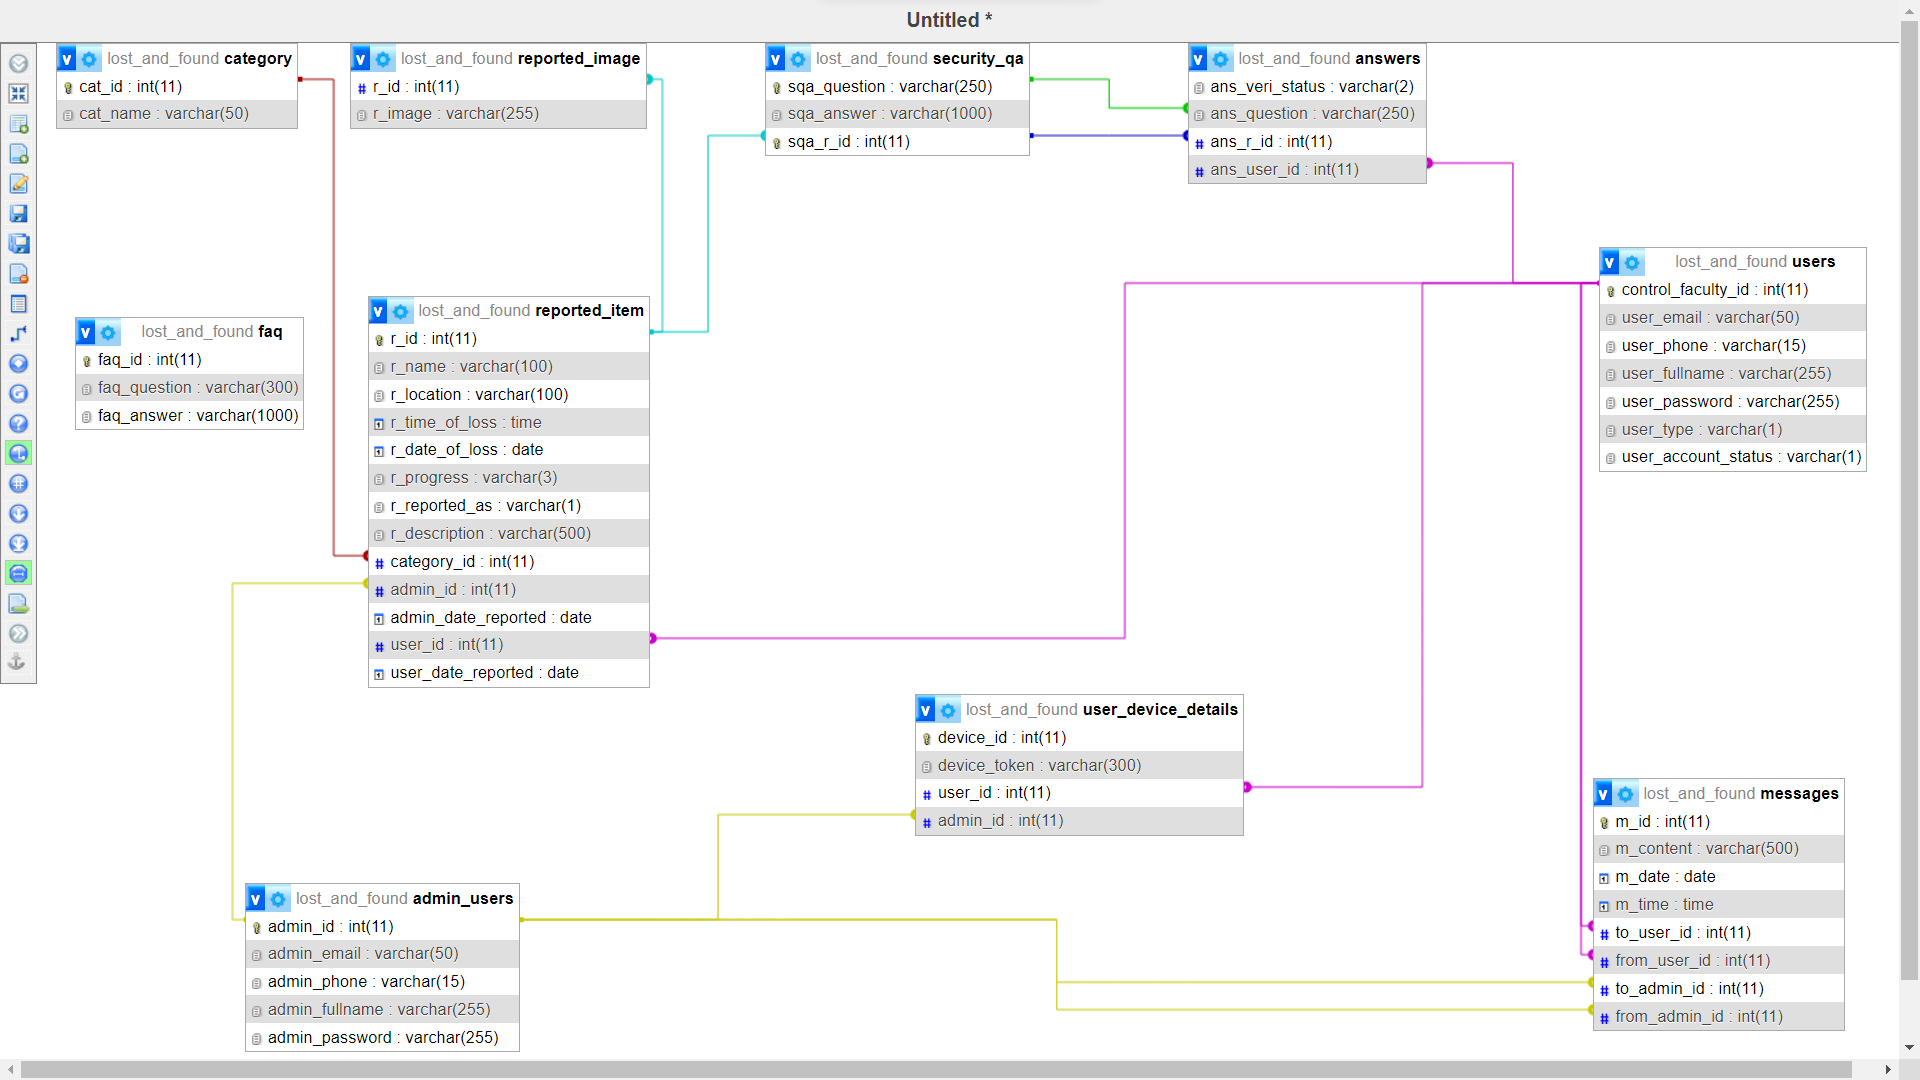 Untitled *
lost_and_found category
cat_id : int(11)
cat_name : varchar(50)
lost_and_found reported_image
r_id : int(11)
r_image : varchar(255)
lost_and_found security_qa
sqa_question : varchar(250)
sqa_answer : varchar(1000)
sqa_r_id : int(11)
lost_and_found answers
ans_veri_status : varchar(2)
ans_question : varchar(250)
ans_r_id : int(11)
ans_user_id : int(11)
lost_and_found users
control_faculty_id : int(11)
user_email : varchar(50)
user_phone : varchar(15)
user_fullname : varchar(255)
user_password : varchar(255)
user_type : varchar(1)
user_account_status : varchar(1)
lost_and_found faq
faq_id : int(11)
faq_question : varchar(300)
faq_answer : varchar(1000)
lost_and_found reported_item
r_id : int(11)
r_name : varchar(100)
r_location : varchar(100)
r_time_of_loss : time
r_date_of_loss : date
r_progress : varchar(3)
r_reported_as : varchar(1)
r_description : varchar(500)
category_id : int(11)
admin_id : int(11)
admin_date_reported : date
user_id : int(11)
user_date_reported : date
lost_and_found user_device_details
device_id : int(11)
device_token : varchar(300)
user_id : int(11)
admin_id : int(11)
lost_and_found messages
m_id : int(11)
m_content : varchar(500)
m_date : date
m_time : time
to_user_id : int(11)
from_user_id : int(11)
to_admin_id : int(11)
from_admin_id : int(11)
lost_and_found admin_users
admin_id : int(11)
admin_email : varchar(50)
admin_phone : varchar(15)
admin_fullname : varchar(255)
admin_password : varchar(255)